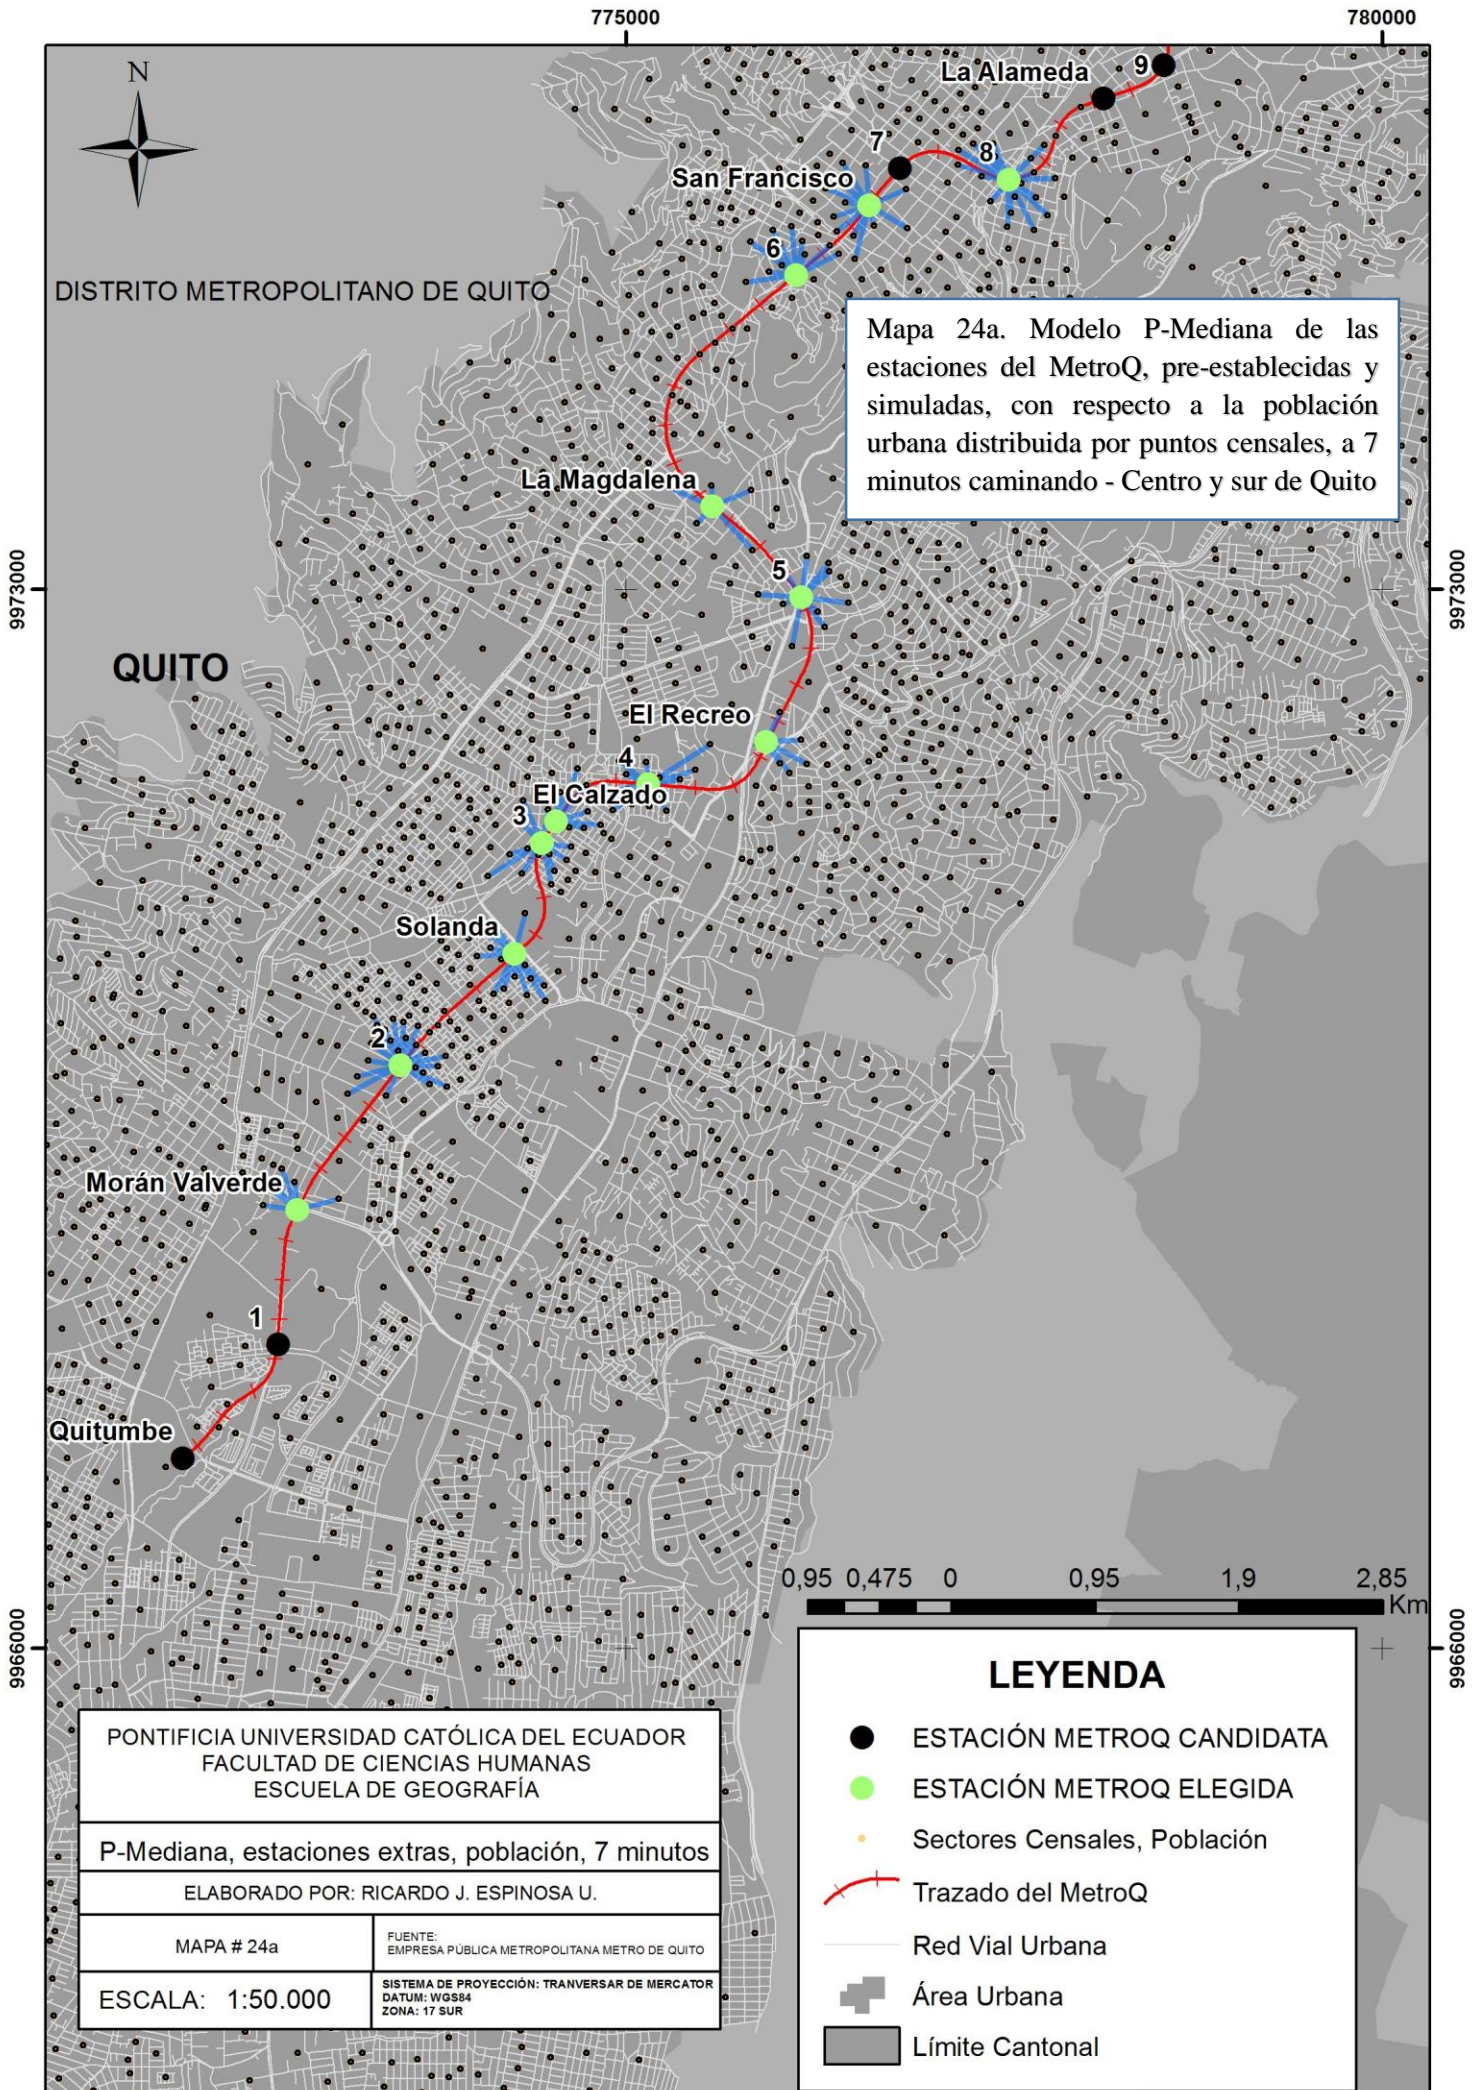 775000
780000
N
La Alameda
9
7
8
San Francisco
6
DISTRITO METROPOLITANO DE QUITO
Mapa 24a. Modelo P-Mediana de las
estaciones del MetroQ, pre-establecidas y
simuladas, con respecto a la población
urbana distribuida por puntos censales, a 7
minutos caminando - Centro y sur de Quito
La Magdalena
5
9973000
9973000
QUITO
El Recreo
4
El Calzado
3
Solanda
2
Morán Valverde
1
Quitumbe
0,95 0,475 0 0,95 1,9 2,85
Km
9966000
9966000
LEYENDA
ESTACIÓN METROQ CANDIDATA
ESTACIÓN METROQ ELEGIDA
Sectores Censales, Población
Trazado del MetroQ
Red Vial Urbana
Área Urbana
Límite Cantonal
PONTIFICIA UNIVERSIDAD CATÓLICA DEL ECUADOR
FACULTAD DE CIENCIAS HUMANAS
ESCUELA DE GEOGRAFÍA
P-Mediana, estaciones extras, población, 7 minutos
ELABORADO POR: RICARDO J. ESPINOSA U.
MAPA # 24a
FUENTE:
EMPRESA PÚBLICA METROPOLITANA METRO DE QUITO
ESCALA: 1:50.000
SISTEMA DE PROYECCIÓN: TRANVERSAR DE MERCATOR
DATUM: WGS84
ZONA: 17 SUR